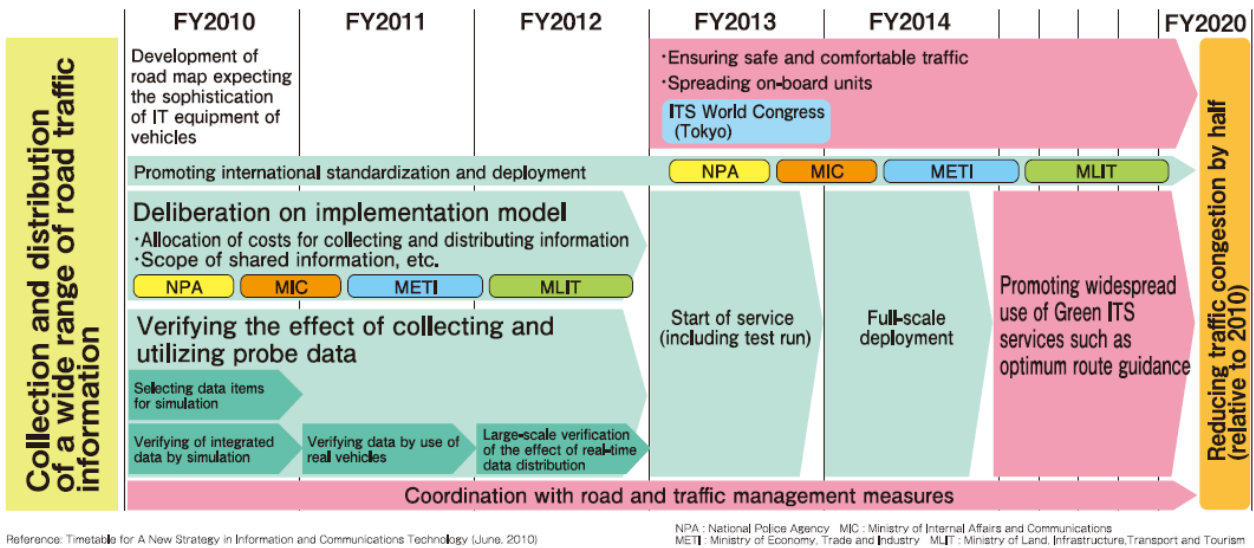 FY2010
FY2011
FY2012
FY2013
FY2014
FY2020
Collection and distribution
of a wide range of road traffic
information
Development of
road map expecting
the sophistication
of IT equipment of
vehicles
・Ensuring safe and comfortable traffic
・Spreading on-board units
ITS World Congress
(Tokyo)
Promoting international standardization and deployment
NPA
MIC
METI
MLIT
Deliberation on implementation model
・Allocation of costs for collecting and distributing information
・Scope of shared information, etc.
NPA
MIC
METI
MLIT
Verifying the effect of collecting and
utilizing probe data
Selecting data items
for simulation
Verifying of integrated
data by simulation
Verifying data by use of
real vehicles
Large-scale verification
of the effect of real-time
data distribution
Start of service
(including test run)
Full-scale
deployment
Promoting widespread
use of Green ITS
services such as
optimum route guidance
Coordination with road and traffic management measures
Reducing traffic congestion by half
(relative to 2010)
Reference: Timetable for A New Strategy in Information and Communications Technology (June, 2010)
NPA : National Police Agency MIC : Ministry of Internal Affairs and Communications
METI : Ministry of Economy, Trade and Industry MLIT : Ministry of Land, Infrastructure,Transport and Tourism